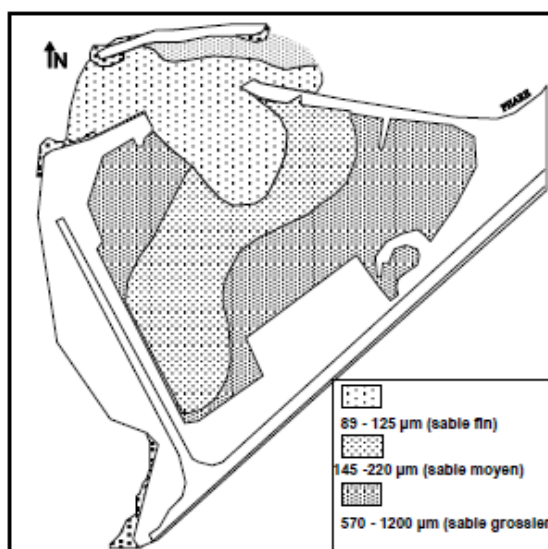 N
PHARE
89 - 125 µm (sable fin)
145 -220 µm (sable moyen)
570 - 1200 µm (sable grossier